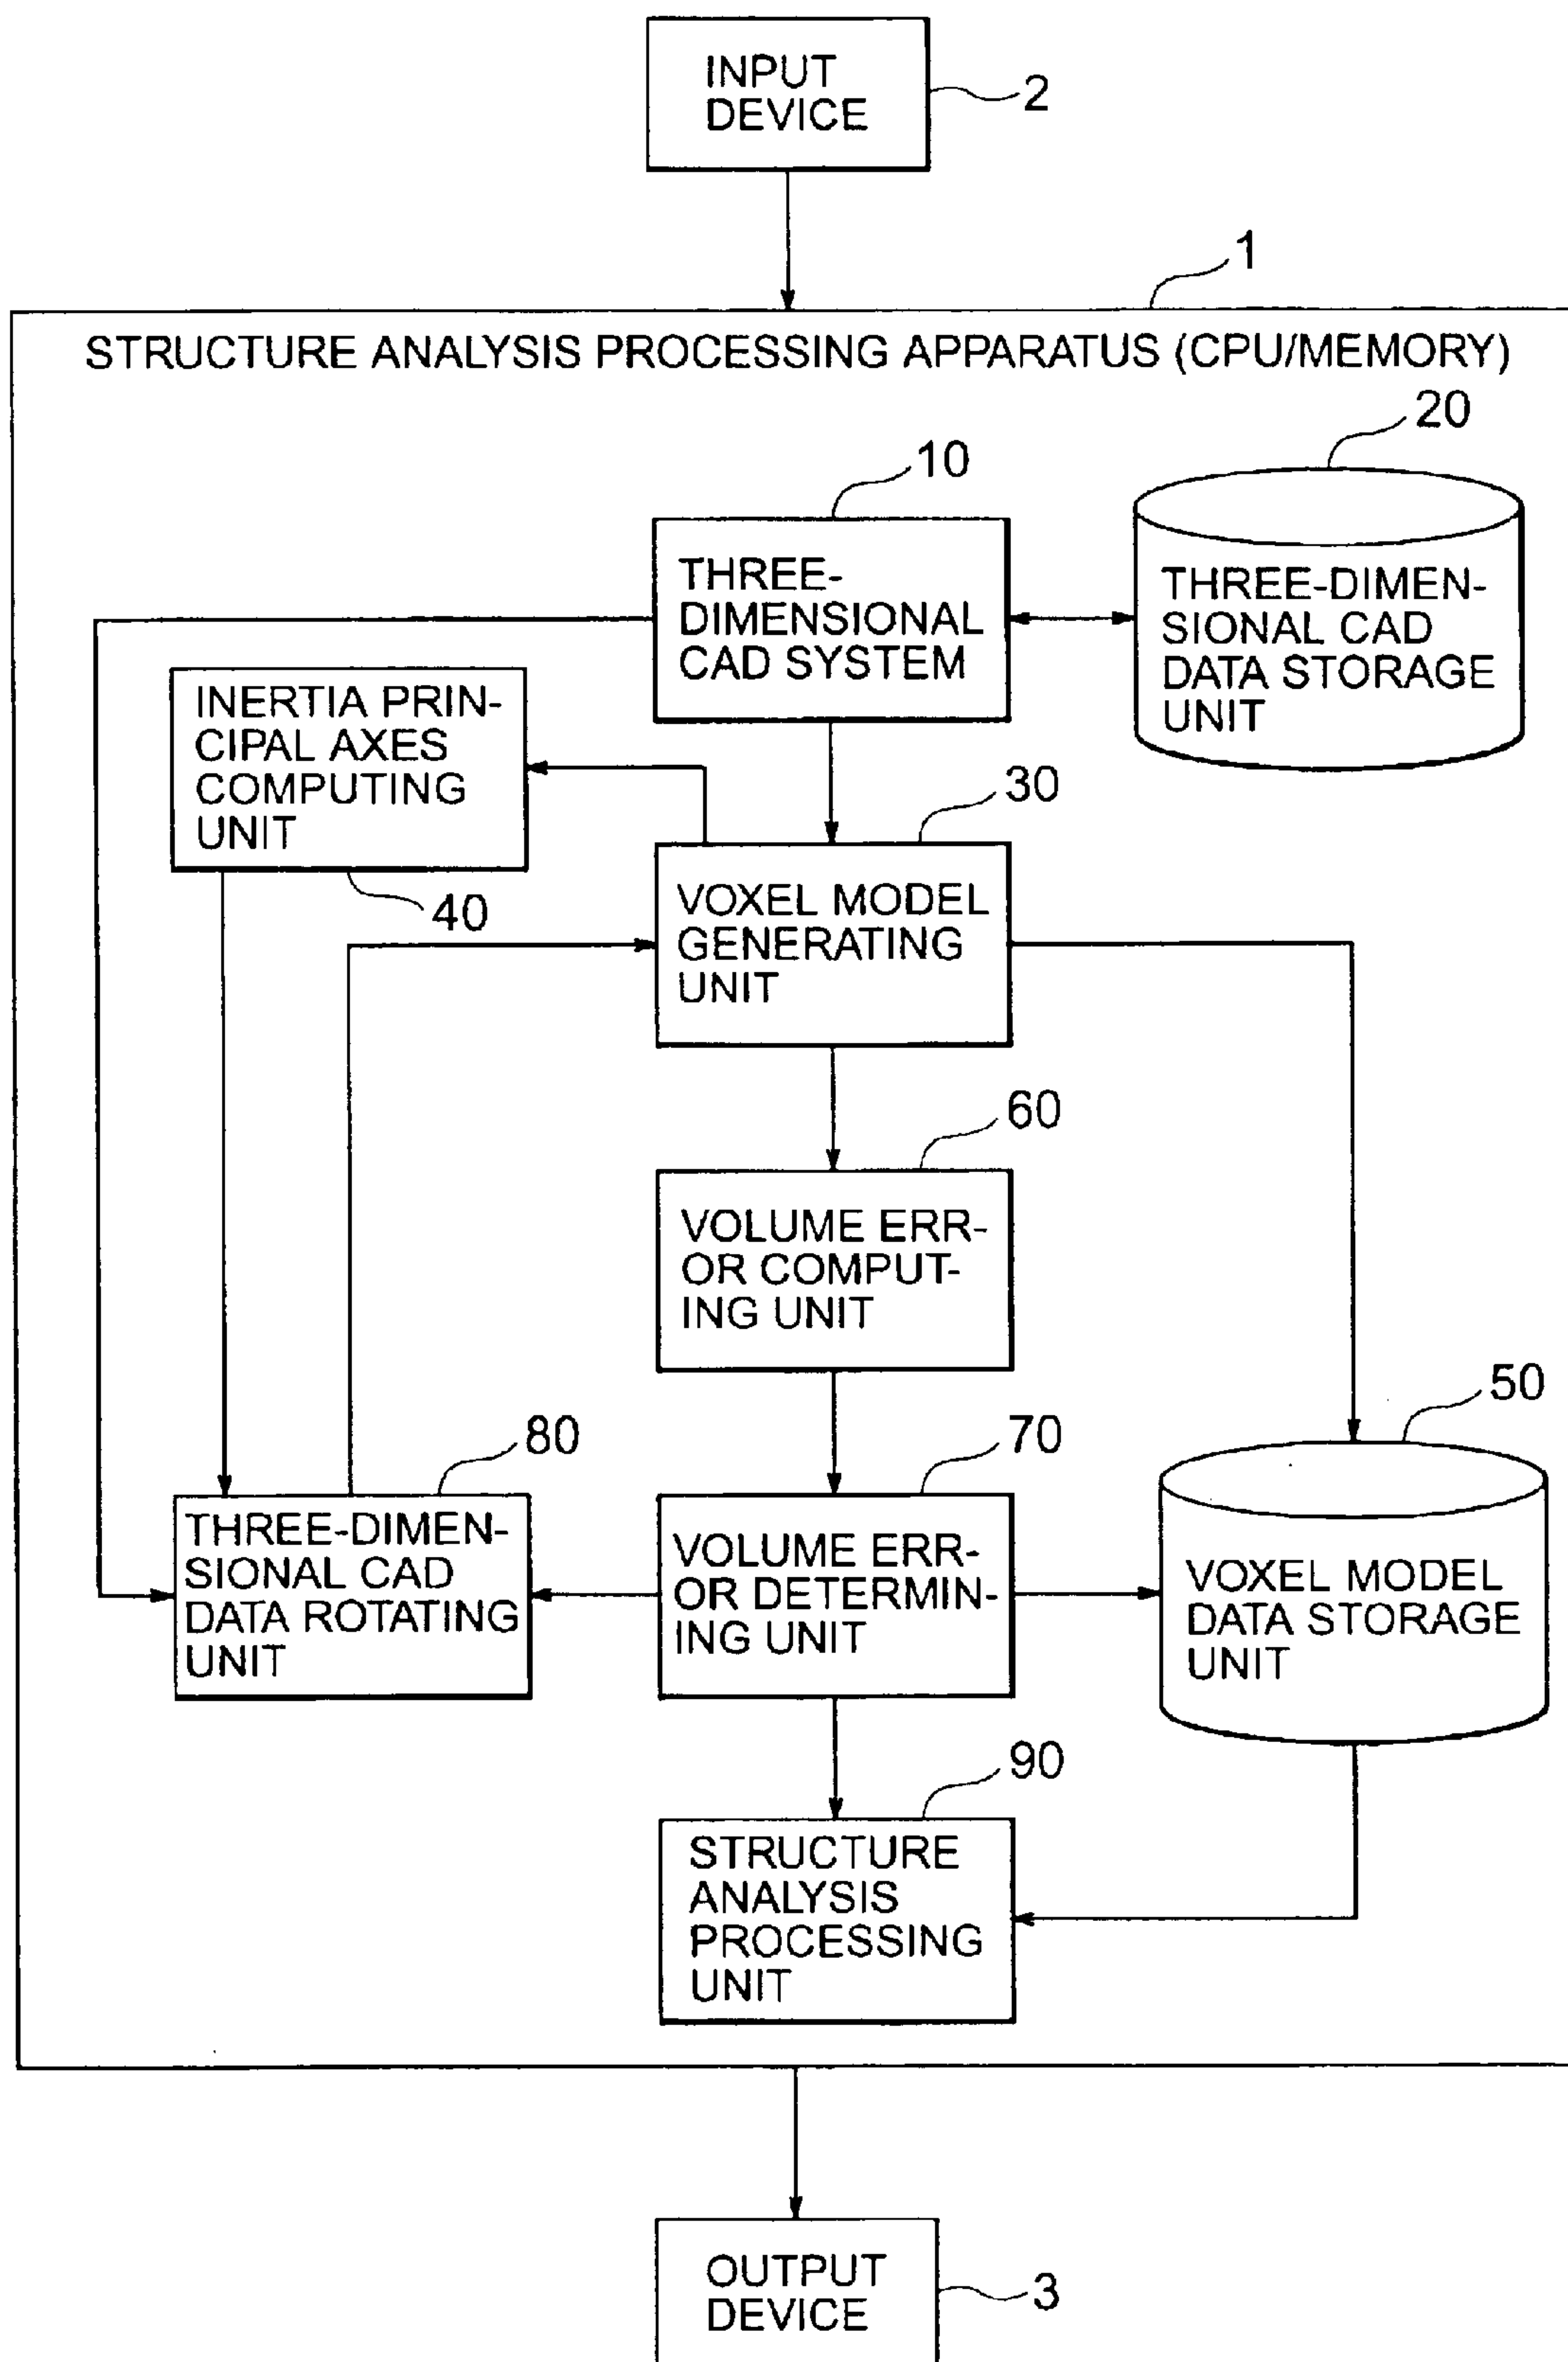 INPUT
DEVICE
2
1
STRUCTURE ANALYSIS PROCESSING APPARATUS (CPU/MEMORY)
20
10
THREE-
DIMENSIONAL
CAD SYSTEM
THREE-DIMEN-
SIONAL CAD
DATA STORAGE
UNIT
INERTIA PRIN-
CIPAL AXES
COMPUTING
UNIT
40
30
VOXEL MODEL
GENERATING
UNIT
60
VOLUME ERR-
OR COMPUT-
ING UNIT
50
80
70
THREE-DIMEN-
SIONAL CAD
DATA ROTATING
UNIT
VOLUME ERR-
OR DETERMIN-
ING UNIT
VOXEL MODEL
DATA STORAGE
UNIT
90
STRUCTURE
ANALYSIS
PROCESSING
UNIT
OUTPUT
DEVICE
3